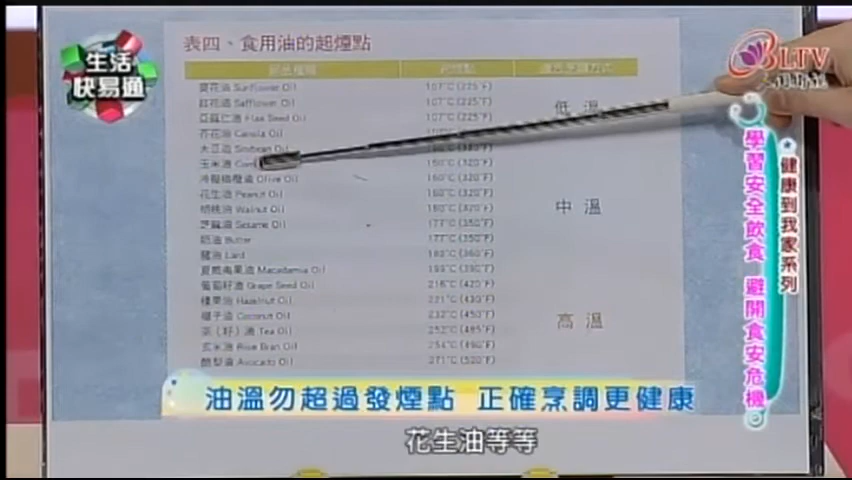 生活
快易通
表四、食用油的起煙點
BLTV
人間衛視
葵花油 Sunflower Oil 107°C (225°F)
紅花油 Safflower Oil 107°C (225°F)
亞麻仁油 Flax Seed Oil 107°C (225°F)
低 溫
芥花油 Canola Oil
大豆油 Soybean Oil
玉米油 160°C (320°F)
冷壓橄欖油 Olive Oil 160°C (320°F)
花生油 Peanut Oil 160°C (320°F)
胡桃油 Walnut Oil 160°C (320°F)
中 溫
芝麻油 Sesame Oil 177°C (350°F)
奶油 Butter 177°C (350°F)
豬油 Lard 182°C (360°F)
夏威夷果油 Macadamia Oil 199°C (390°F)
葡萄籽油 Grape Seed Oil 216°C (420°F)
榛果油 Hazelnut Oil 221°C (430°F)
椰子油 Coconut Oil 232°C (450°F)
高 溫
茶（籽）油 Tea Oil 252°C (485°F)
玄米油 Rice Bran Oil 254°C (490°F)
酪梨油 Avocado Oil 271°C (520°F)
健康到我家系列
學習安全飲食 避開食安危機
油溫勿超過發煙點 正確烹調更健康
花生油等等